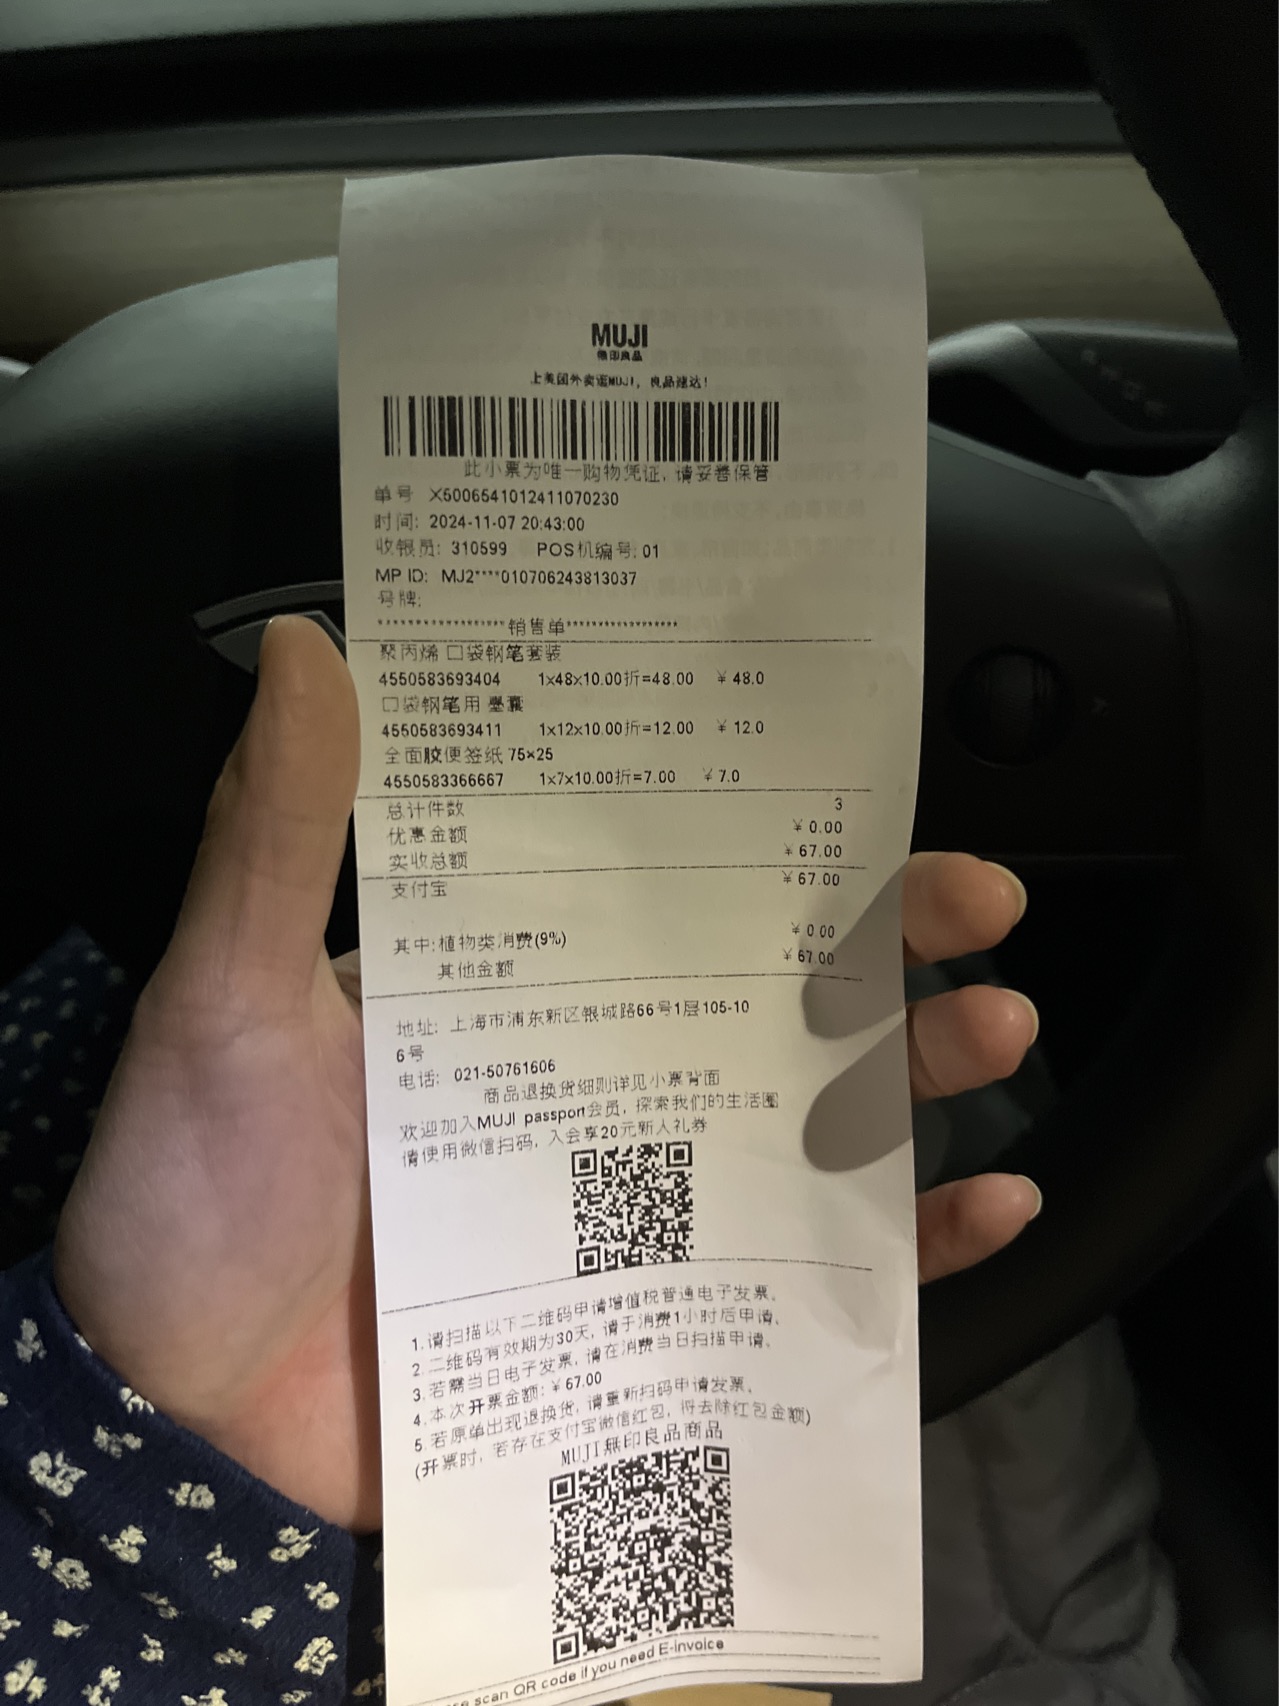 MUJI
無印良品
上美团外卖逛MUJI，良品速达！
此小票为唯一购物凭证, 请妥善保管
单号 X5006541012411070230
时间: 2024-11-07 20:43:00
收银员: 310599 POS机编号: 01
MP ID: MJ2****010706243813037
号牌:
********************销售单********************
聚丙烯 口袋钢笔套装
4550583693404 1x48x10.00折=48.00 ￥48.0
口袋钢笔用 墨囊
4550583693411 1x12x10.00折=12.00 ￥12.0
全面胶便签纸 75×25
4550583366667 1x7x10.00折=7.00 ￥7.0
总计件数 3
优惠金额 ￥0.00
实收总额 ￥67.00
支付宝 ￥67.00
其中:植物类消费(9%) ￥0.00
其他金额 ￥67.00
地址: 上海市浦东新区银城路66号1层105-10
6号
电话: 021-50761606
商品退换货细则详见小票背面
欢迎加入MUJI passport会员, 探索我们的生活圈
请使用微信扫码, 入会享20元新人礼券
1.请扫描以下二维码申请增值税普通电子发票。
2.二维码有效期为30天, 请于消费1小时后申请。
3.若需当日电子发票, 请在消费当日扫描申请。
4.本次开票金额:￥67.00
5.若原单出现退换货, 请重新扫码申请发票。
(开票时, 若存在支付宝微信红包, 将去除红包金额)
MUJI無印良品商品
scan QR code if you need E-invoice